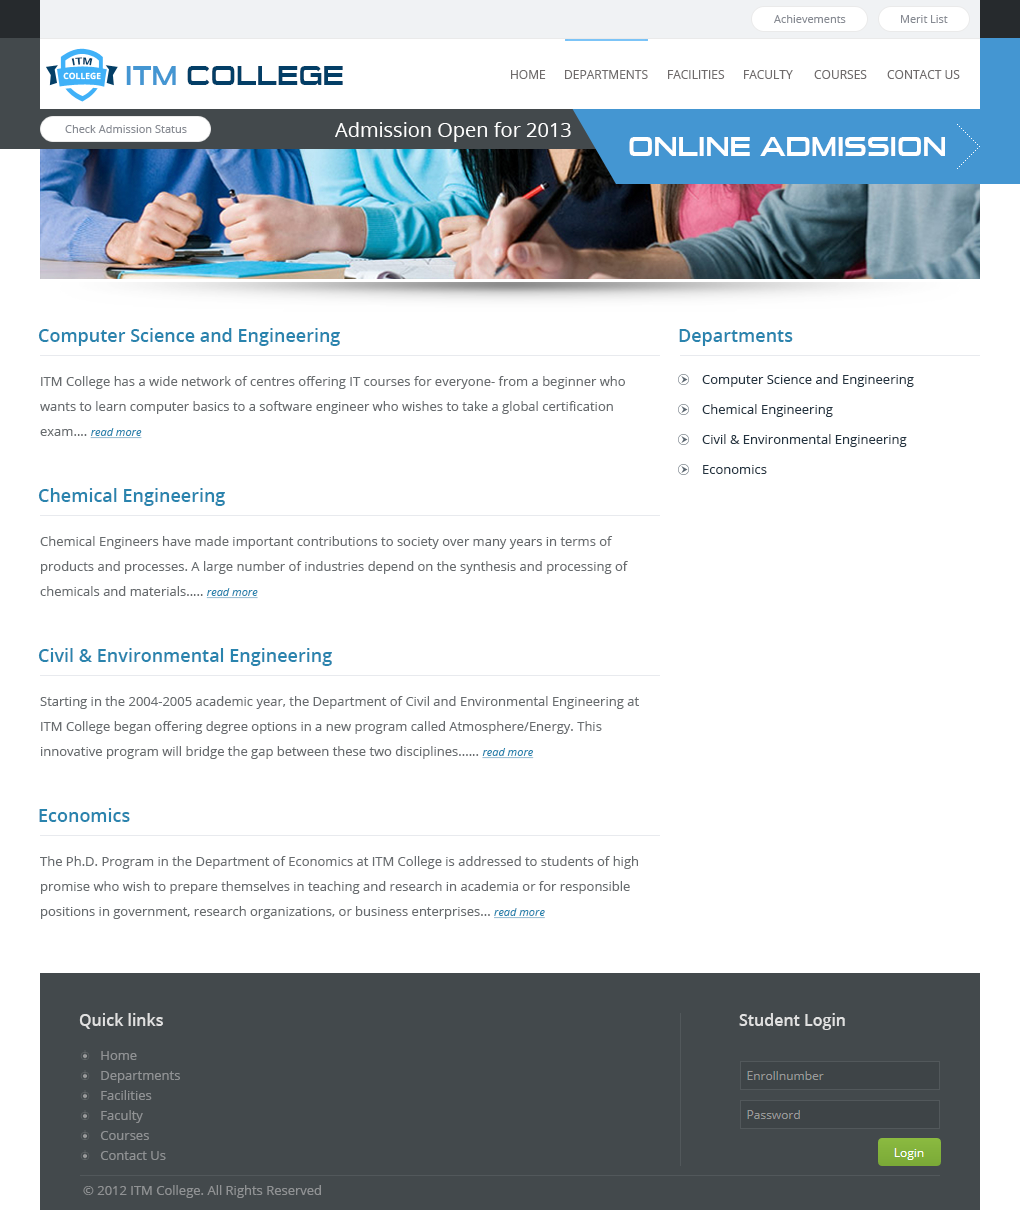 Achievements
Merit List
ITM
COLLEGE
ITM COLLEGE
HOME
DEPARTMENTS
FACILITIES
FACULTY
COURSES
CONTACT US
Check Admission Status
Admission Open for 2013
ONLINE ADMISSION
Computer Science and Engineering
ITM College has a wide network of centres offering IT courses for everyone- from a beginner who
wants to learn computer basics to a software engineer who wishes to take a global certification
exam.... read more
Chemical Engineering
Chemical Engineers have made important contributions to society over many years in terms of
products and processes. A large number of industries depend on the synthesis and processing of
chemicals and materials..... read more
Civil & Environmental Engineering
Starting in the 2004-2005 academic year, the Department of Civil and Environmental Engineering at
ITM College began offering degree options in a new program called Atmosphere/Energy. This
innovative program will bridge the gap between these two disciplines...... read more
Economics
The Ph.D. Program in the Department of Economics at ITM College is addressed to students of high
promise who wish to prepare themselves in teaching and research in academia or for responsible
positions in government, research organizations, or business enterprises... read more
Departments
Computer Science and Engineering
Chemical Engineering
Civil & Environmental Engineering
Economics
Quick links
Home
Departments
Facilities
Faculty
Courses
Contact Us
Student Login
Enrollnumber
Password
Login
© 2012 ITM College. All Rights Reserved